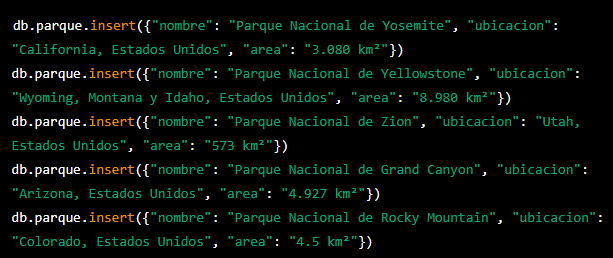 db.parque.insert({"nombre": "Parque Nacional de Yosemite", "ubicacion":
"California, Estados Unidos", "area": "3.080 km²"})
db.parque.insert({"nombre": "Parque Nacional de Yellowstone", "ubicacion":
"Wyoming, Montana y Idaho, Estados Unidos", "area": "8.980 km²"})
db.parque.insert({"nombre": "Parque Nacional de Zion", "ubicacion": "Utah,
Estados Unidos", "area": "573 km²"})
db.parque.insert({"nombre": "Parque Nacional de Grand Canyon", "ubicacion":
"Arizona, Estados Unidos", "area": "4.927 km²"})
db.parque.insert({"nombre": "Parque Nacional de Rocky Mountain", "ubicacion":
"Colorado, Estados Unidos", "area": "4.5 km²"})